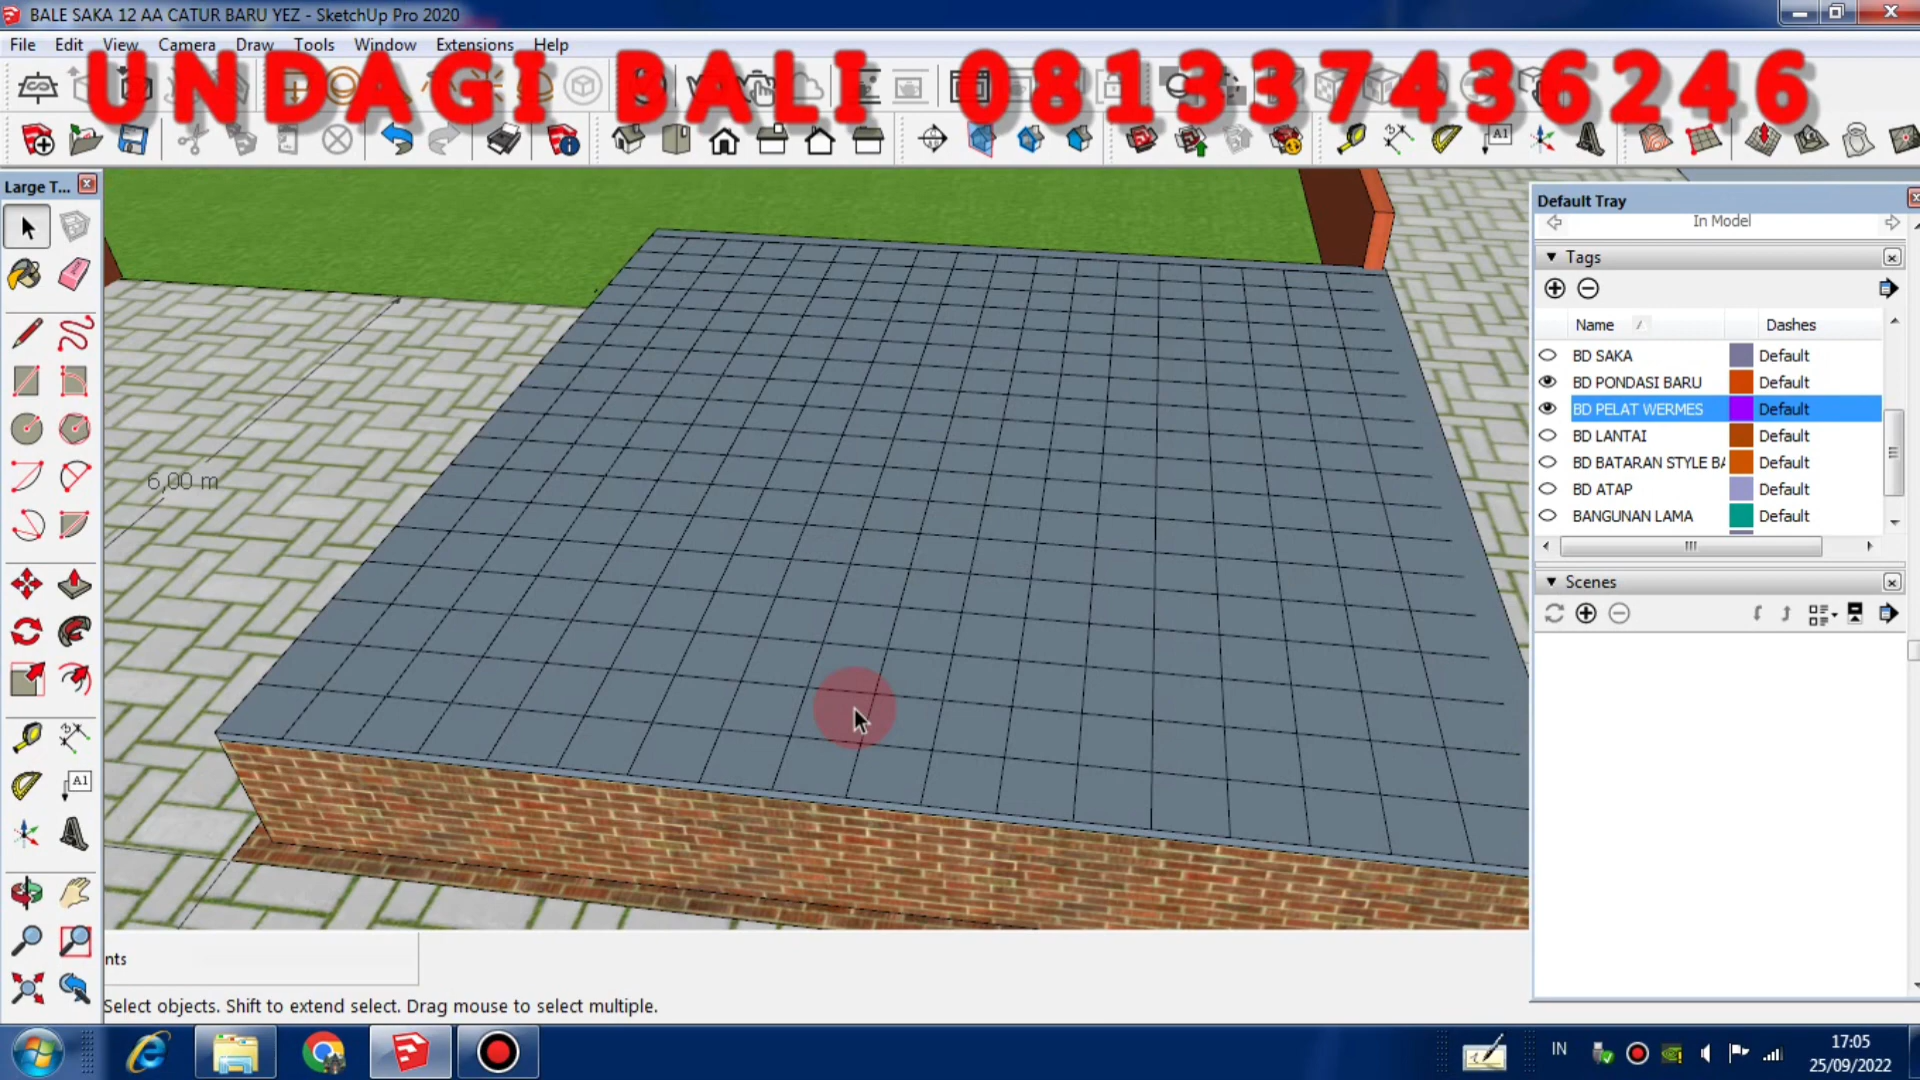 BALE SAKA 12 AA CATUR BARU YEZ - SketchUp Pro 2020
File Edit View Camera Draw Tools Window Extensions Help
UNDAGI BALI 081337436246
A1
Large T...
Default Tray
In Model
Tags
Name Dashes
BD SAKA Default
BD PONDASI BARU Default
BD PELAT WERMES Default
BD LANTAI Default
BD BATARAN STYLE BA Default
BD ATAP Default
BANGUNAN LAMA Default
Scenes
6,00 m
A1
nts
Select objects. Shift to extend select. Drag mouse to select multiple.
IN
17:05
25/09/2022